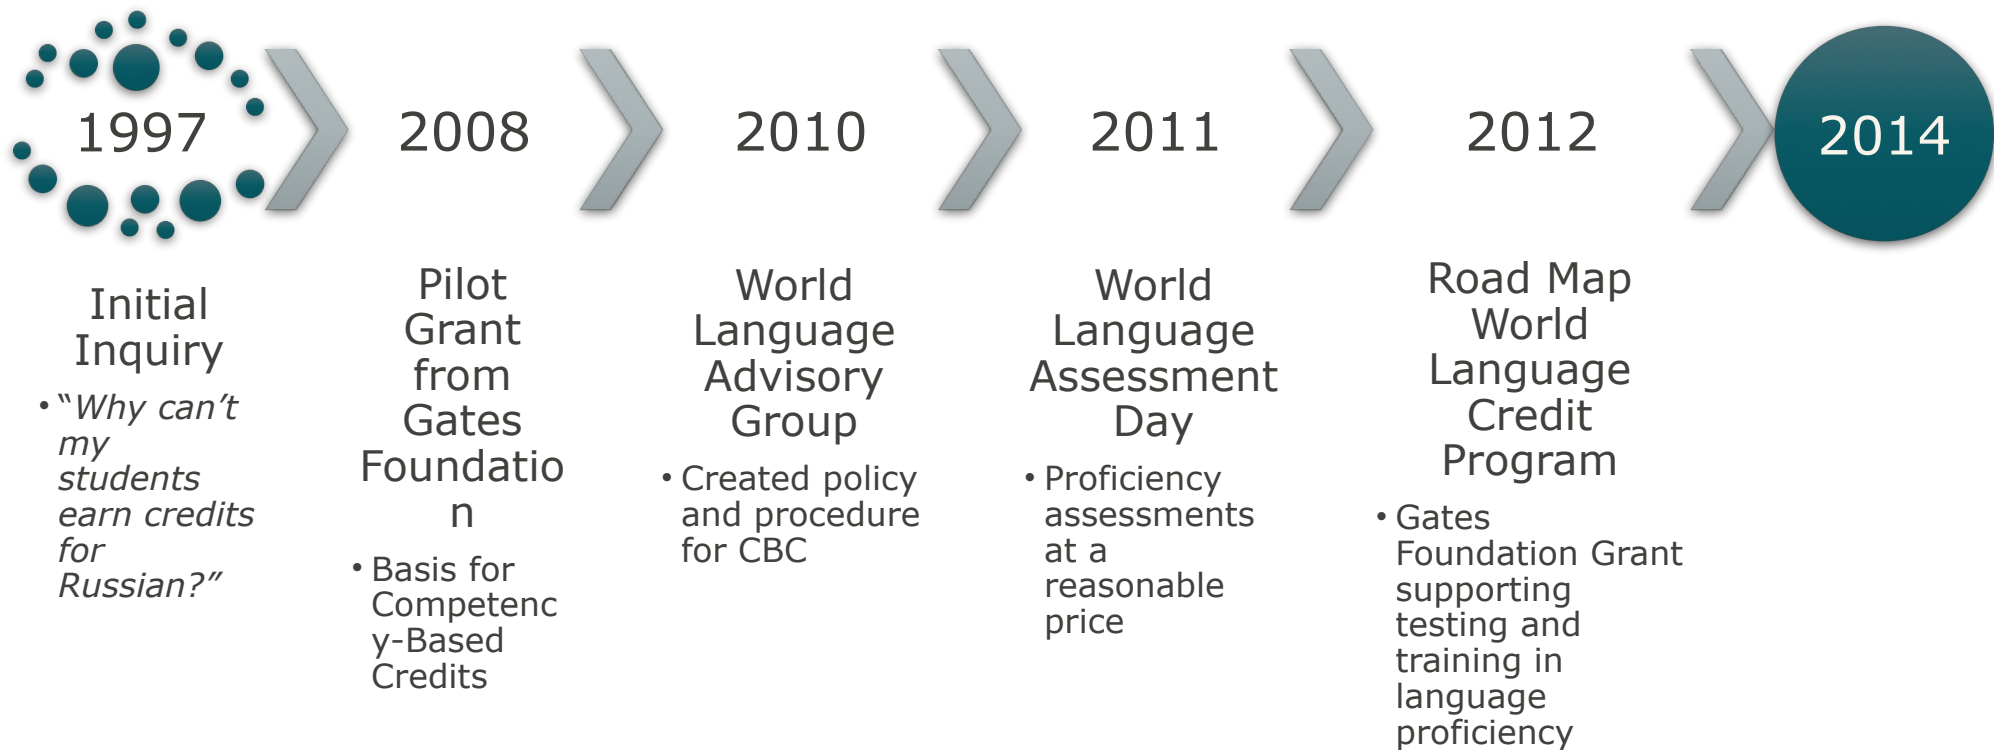 1997
Initial
Inquiry
• “Why can’t
my
students
earn credits
for
Russian?”
2008
Pilot
Grant
from
Gates
Foundatio
n
• Basis for
Competenc
y-Based
Credits
2010
World
Language
Advisory
Group
• Created policy
and procedure
for CBC
2011
World
Language
Assessment
Day
• Proficiency
assessments
at a
reasonable
price
2012
Road Map
World
Language
Credit
Program
• Gates
Foundation Grant
supporting
testing and
training in
language
proficiency
2014